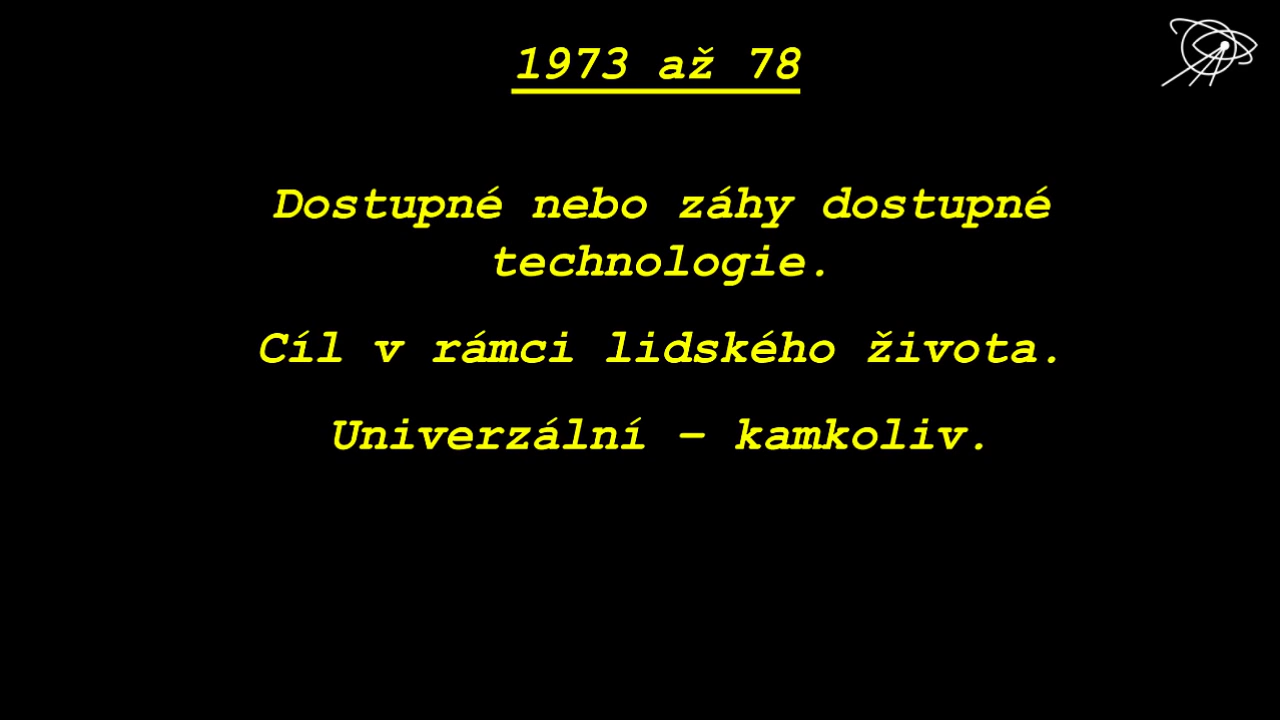 1973 až 78
Dostupné nebo záhy dostupné
technologie.
Cíl v rámci lidského života.
Univerzální – kamkoliv.